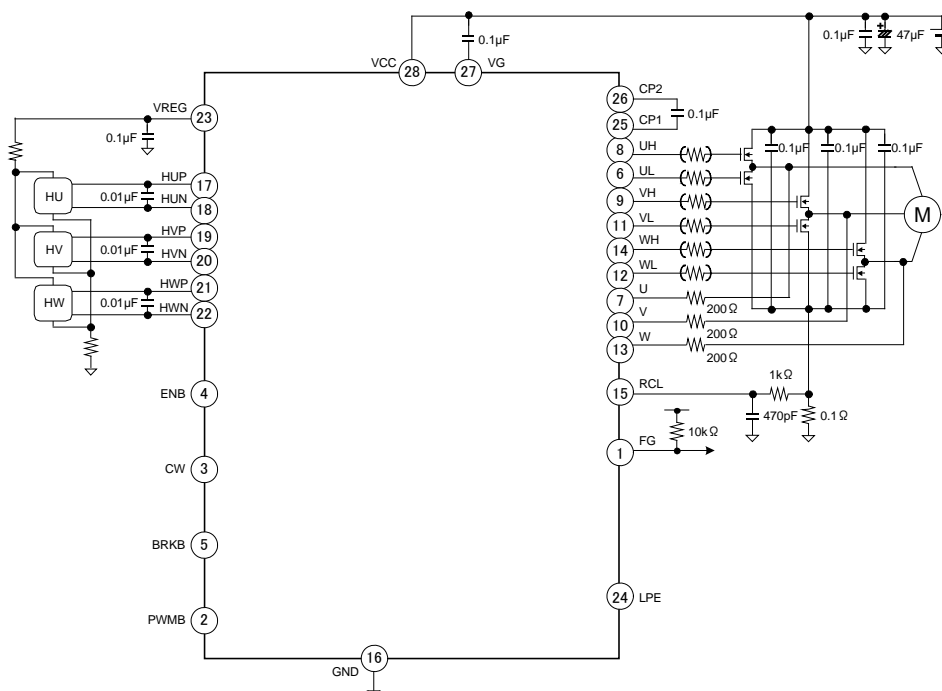 0.1µF
0.1µF
+
47µF
VCC
28
27
VG
VREG
23
0.1µF
26
CP2
25
CP1
0.1µF
8
UH
6
UL
9
VH
11
VL
14
WH
12
WL
7
U
200Ω
10
V
200Ω
13
W
200Ω
0.1µF
0.1µF
0.1µF
M
HU
HUP
17
0.01µF
HUN
18
HV
HVP
19
0.01µF
HVN
20
HW
HWP
21
0.01µF
HWN
22
ENB
4
CW
3
BRKB
5
PWMB
2
15
RCL
1kΩ
470pF
0.1Ω
1
FG
10kΩ
24
LPE
16
GND